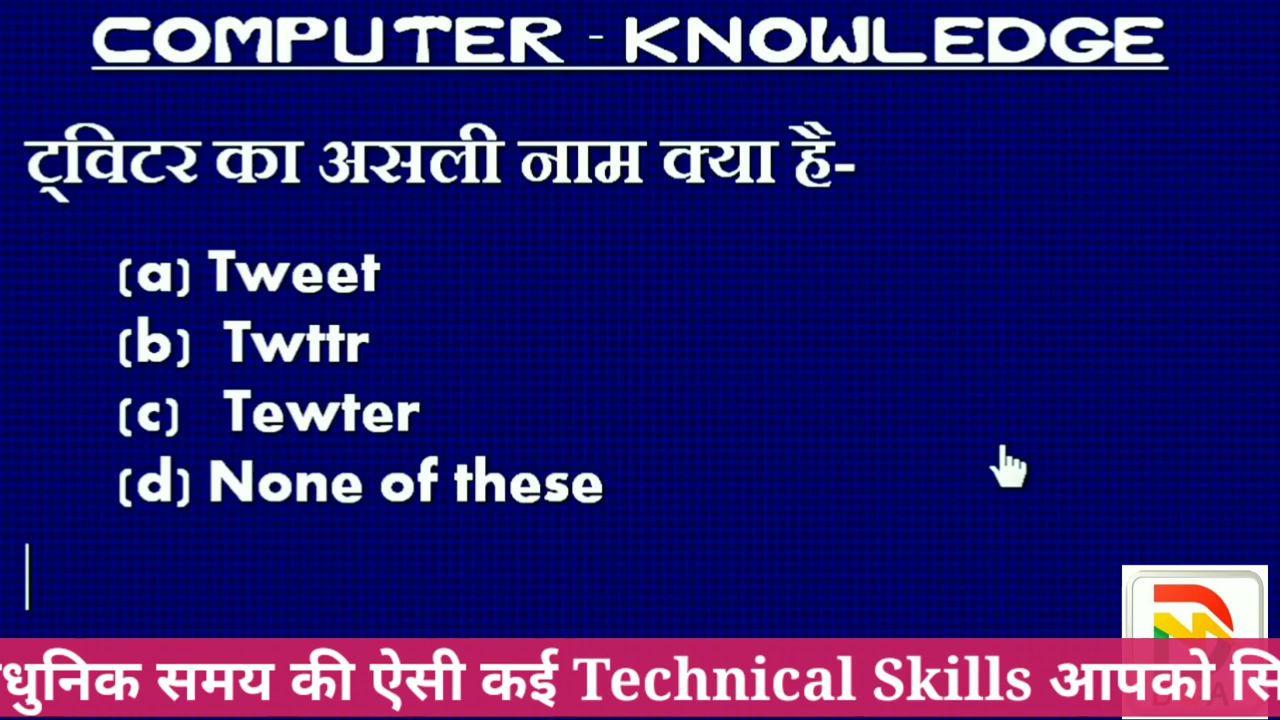 COMPUTER - KNOWLEDGE
ट्विटर का असली नाम क्या है-
(a) Tweet
(b) Twttr
(c) Tewter
(d) None of these
धुनिक समय की ऐसी कई Technical Skills आपको सि